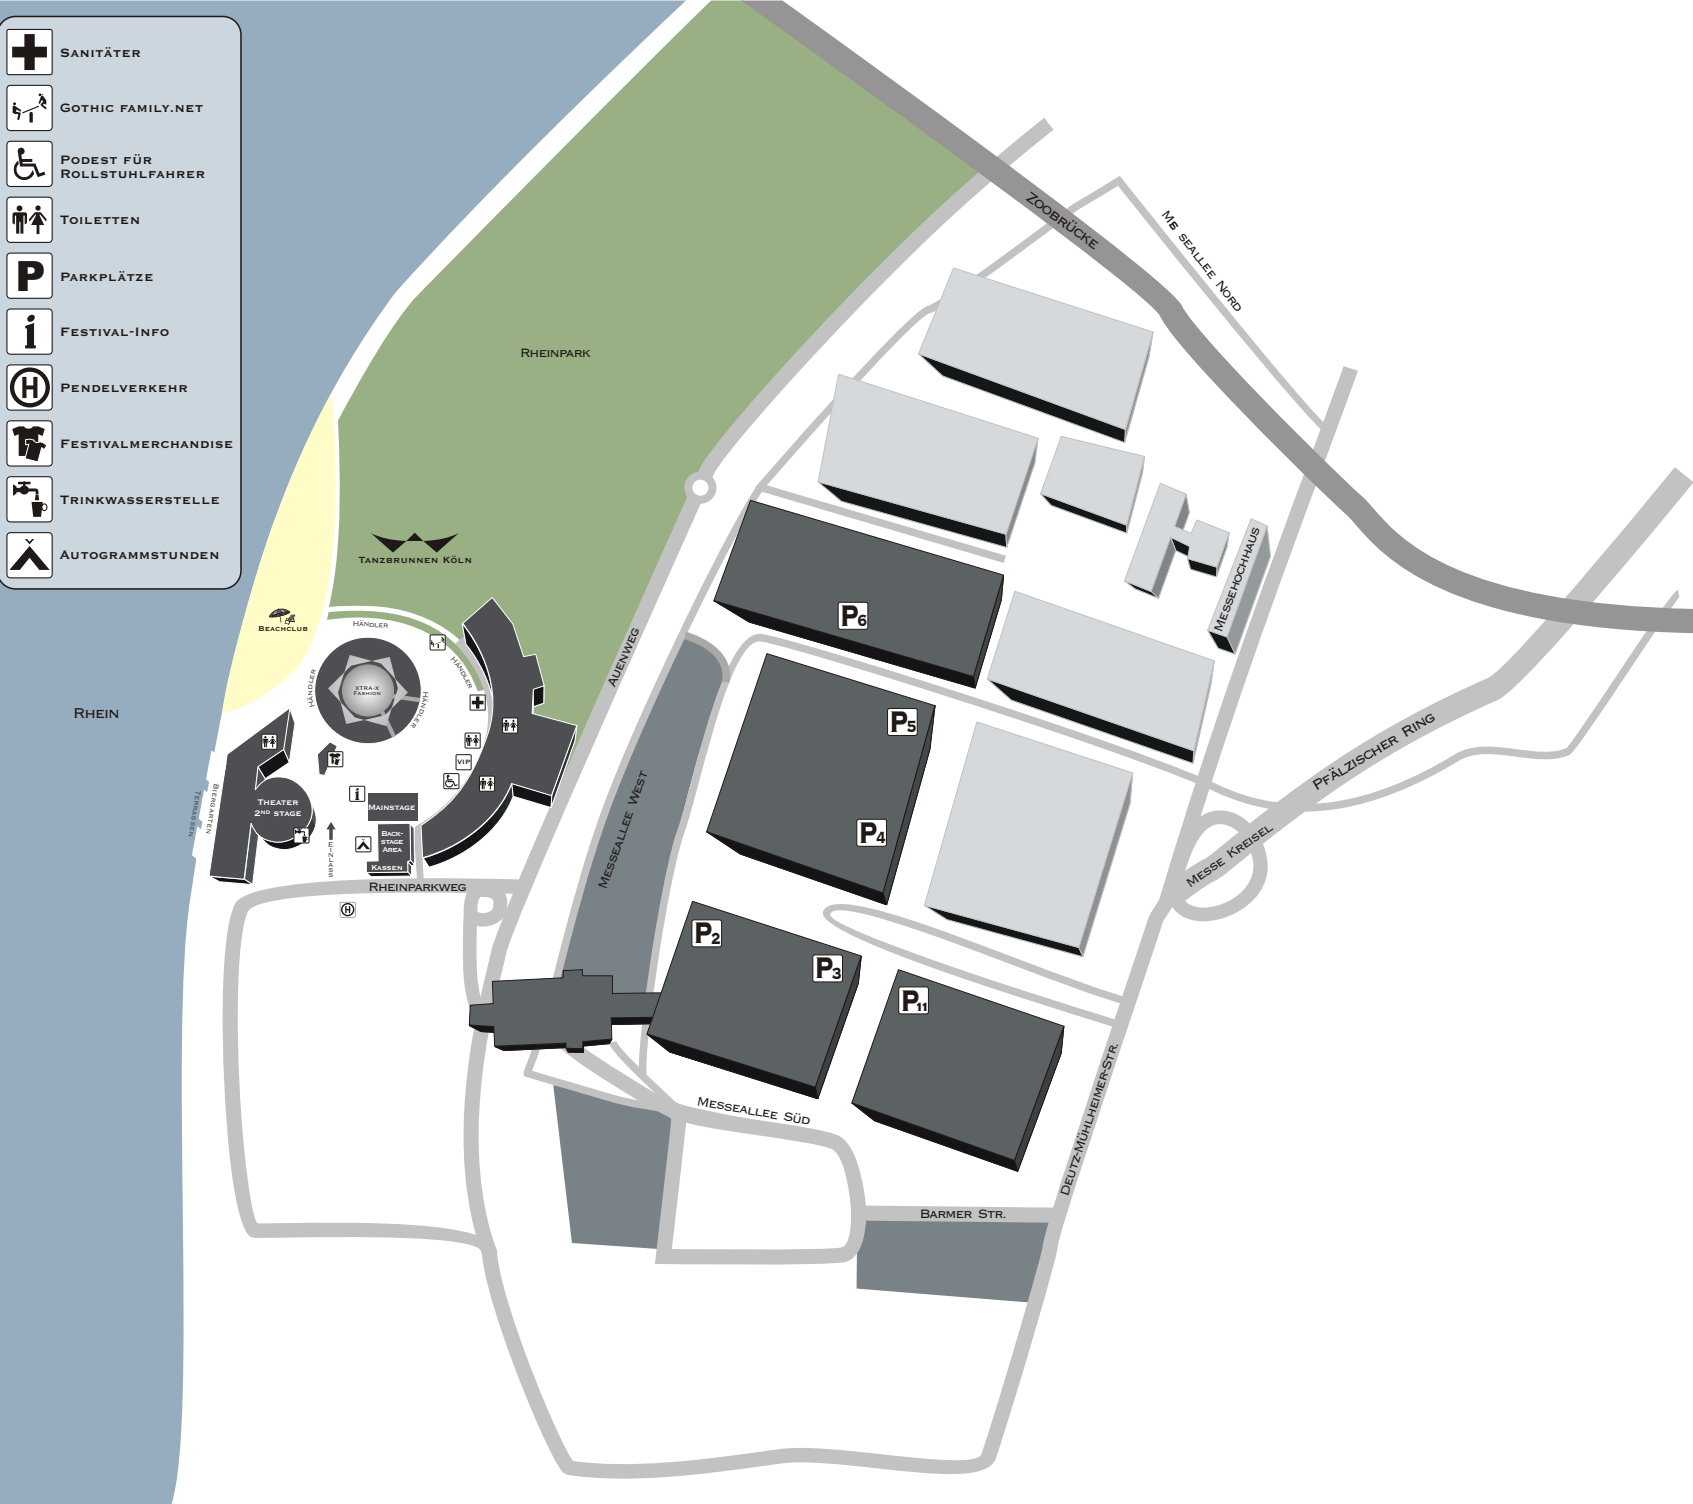 SANITÄTER
GOTHIC FAMILY.NET
PODEST FÜR
ROLLSTUHLFAHRER
TOILETTEN
P
PARKPLÄTZE
i
FESTIVAL-INFO
H
PENDELVERKEHR
FESTIVALMERCHANDISE
TRINKWASSERSTELLE
AUTOGRAMMSTUNDEN
RHEIN
RHEINPARK
ZOOBRÜCKE
MESSEALLEE NORD
TANZBRUNNEN KÖLN
BEACHCLUB
HÄNDLER
HÄNDLER
HÄNDLER
HÄNDLER
XTRA-X
FASHION
VIP
THEATER
2ND STAGE
BIERGARTEN
TERRASSEN
EINLASS
i
MAINSTAGE
BACK-
STAGE
AREA
KASSEN
RHEINPARKWEG
H
AUENWEG
MESSEALLEE WEST
P6
P5
P4
P2
P3
P11
MESSEHOCHHAUS
PFÄLZISCHER RING
MESSE KREISEL
MESSEALLEE SÜD
DEUTZ-MÜHLHEIMER-STR.
BARMER STR.